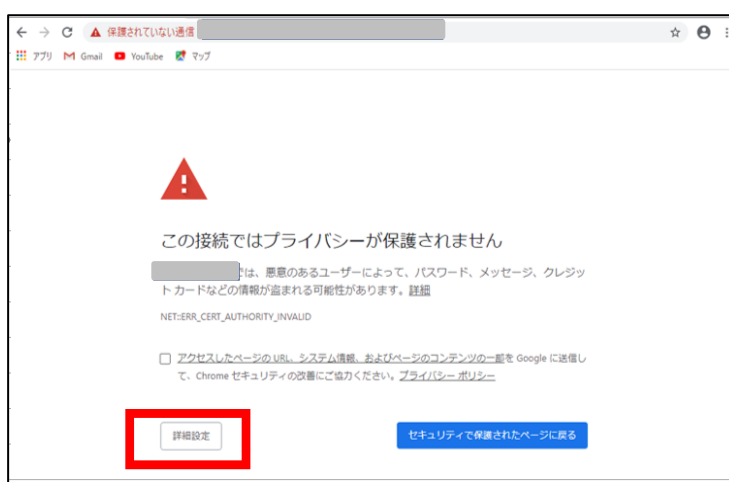 保護されていない通信
アプリ Gmail YouTube マップ
この接続ではプライバシーが保護されません
では、悪意のあるユーザーによって、パスワード、メッセージ、クレジッ
ト カードなどの情報が盗まれる可能性があります。詳細
NET::ERR_CERT_AUTHORITY_INVALID
アクセスしたページの URL、システム情報、およびページのコンテンツの一部を Google に送信し
て、Chrome セキュリティの改善にご協力ください。プライバシー ポリシー
詳細設定 セキュリティで保護されたページに戻る